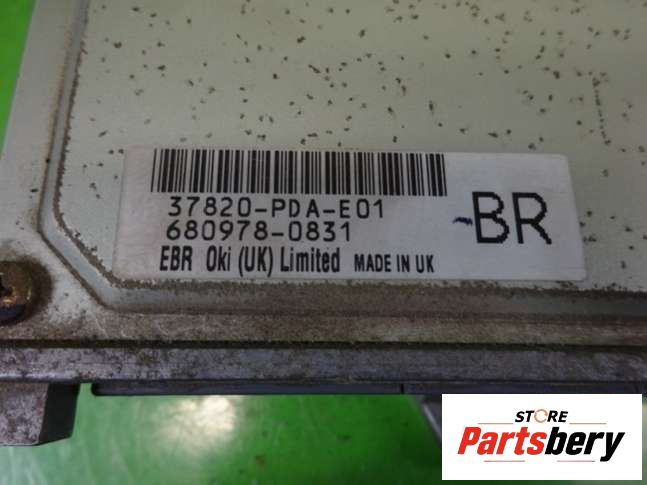 37820-PDA-E01
680978-0831
EBR Oki (UK) Limited MADE IN UK
BR
STORE
Partsbery